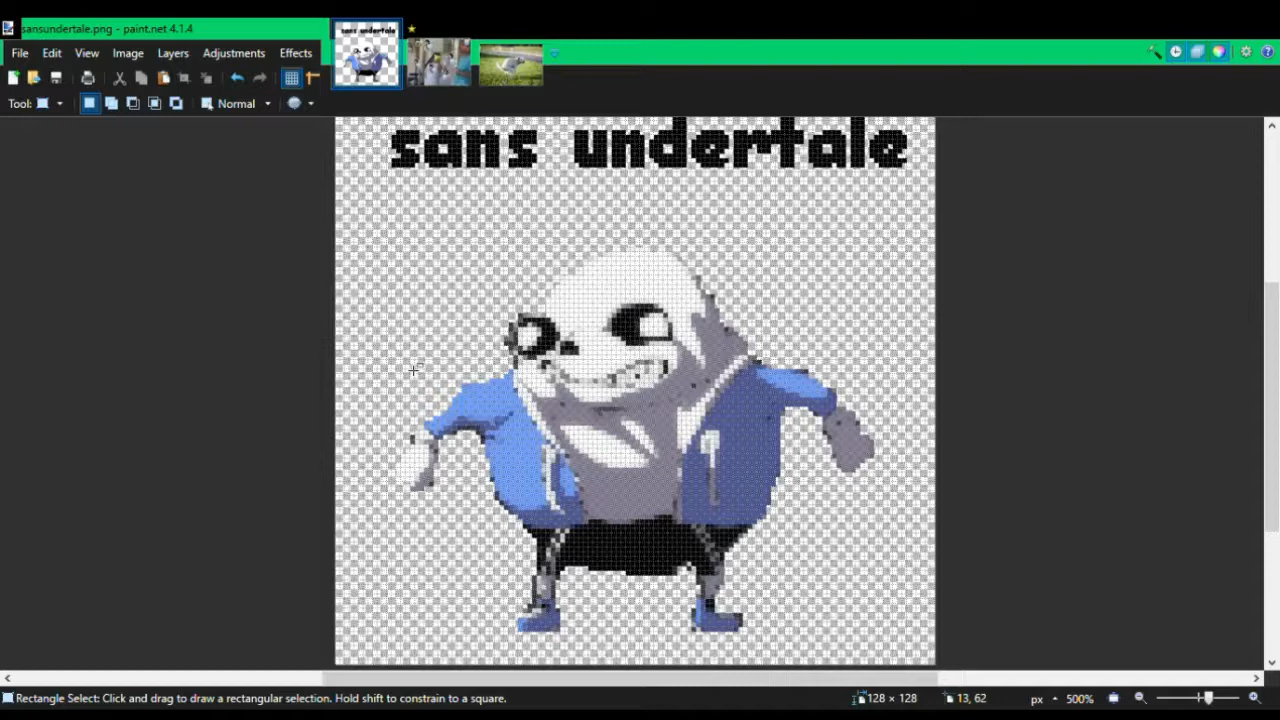 sansundertale.png - paint.net 4.1.4
File Edit View Image Layers Adjustments Effects
Tool: Normal
sans undertale
sans undertale
Rectangle Select: Click and drag to draw a rectangular selection. Hold shift to constrain to a square. 128 × 128 13, 62 px 500%